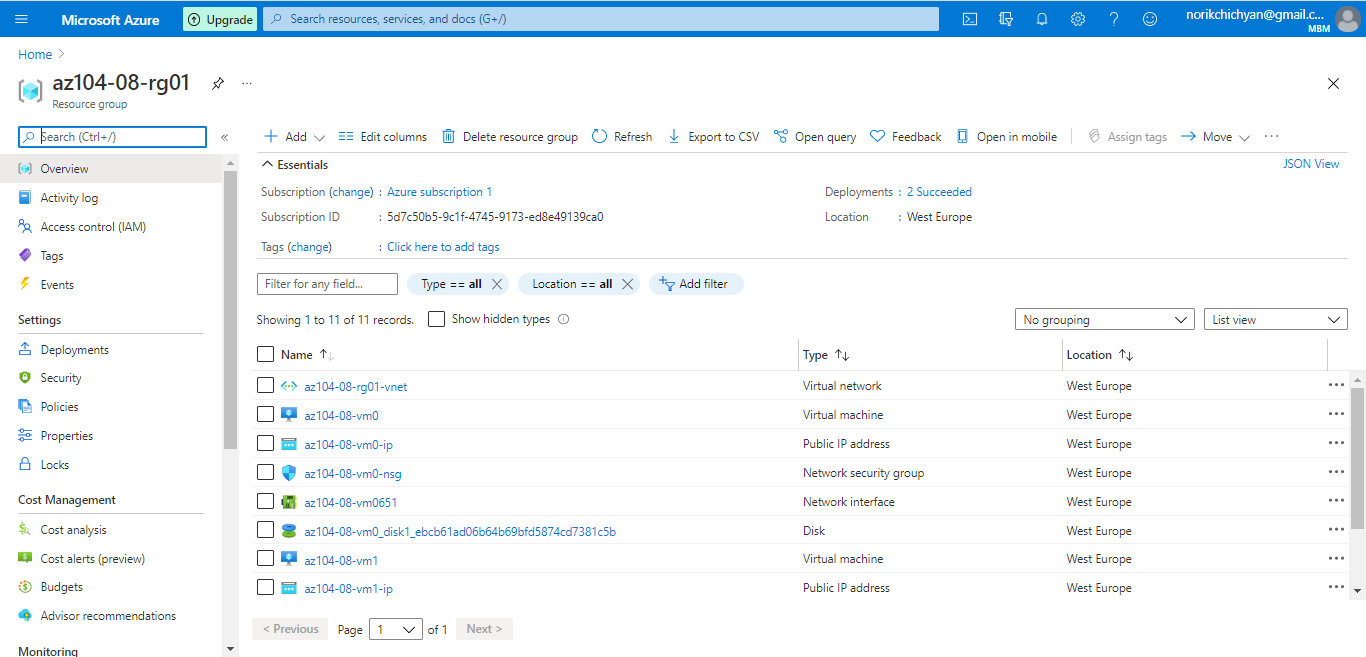 Microsoft Azure
Upgrade
Search resources, services, and docs (G+/)
norikchichyan@gmail.c...
MBM
Home
az104-08-rg01
Resource group
Search (Ctrl+/)
Overview
Activity log
Access control (IAM)
Tags
Events
Settings
Deployments
Security
Policies
Properties
Locks
Cost Management
Cost analysis
Cost alerts (preview)
Budgets
Advisor recommendations
Monitoring
Add Edit columns Delete resource group Refresh Export to CSV Open query Feedback Open in mobile Assign tags Move
Essentials JSON View
Subscription (change) : Azure subscription 1 Deployments : 2 Succeeded
Subscription ID : 5d7c50b5-9c1f-4745-9173-ed8e49139ca0 Location : West Europe
Tags (change) : Click here to add tags
Filter for any field... Type == all Location == all Add filter
Showing 1 to 11 of 11 records. Show hidden types No grouping List view
Name Type Location
az104-08-rg01-vnet Virtual network West Europe
az104-08-vm0 Virtual machine West Europe
az104-08-vm0-ip Public IP address West Europe
az104-08-vm0-nsg Network security group West Europe
az104-08-vm0651 Network interface West Europe
az104-08-vm0_disk1_ebcb61ad06b64b69bfd5874cd7381c5b Disk West Europe
az104-08-vm1 Virtual machine West Europe
az104-08-vm1-ip Public IP address West Europe
< Previous Page 1 of 1 Next >